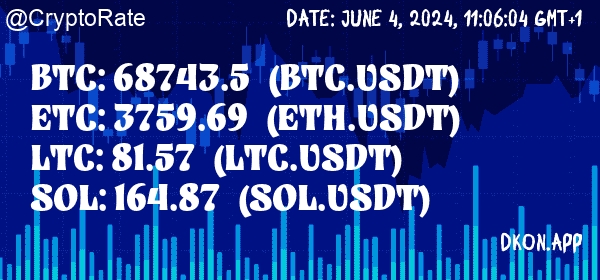 @CryptoRate
DATE: JUNE 4, 2024, 11:06:04 GMT+1
BTC: 68743.5 (BTC.USDT)
ETC: 3759.69 (ETH.USDT)
LTC: 81.57 (LTC.USDT)
SOL: 164.87 (SOL.USDT)
DKON.APP